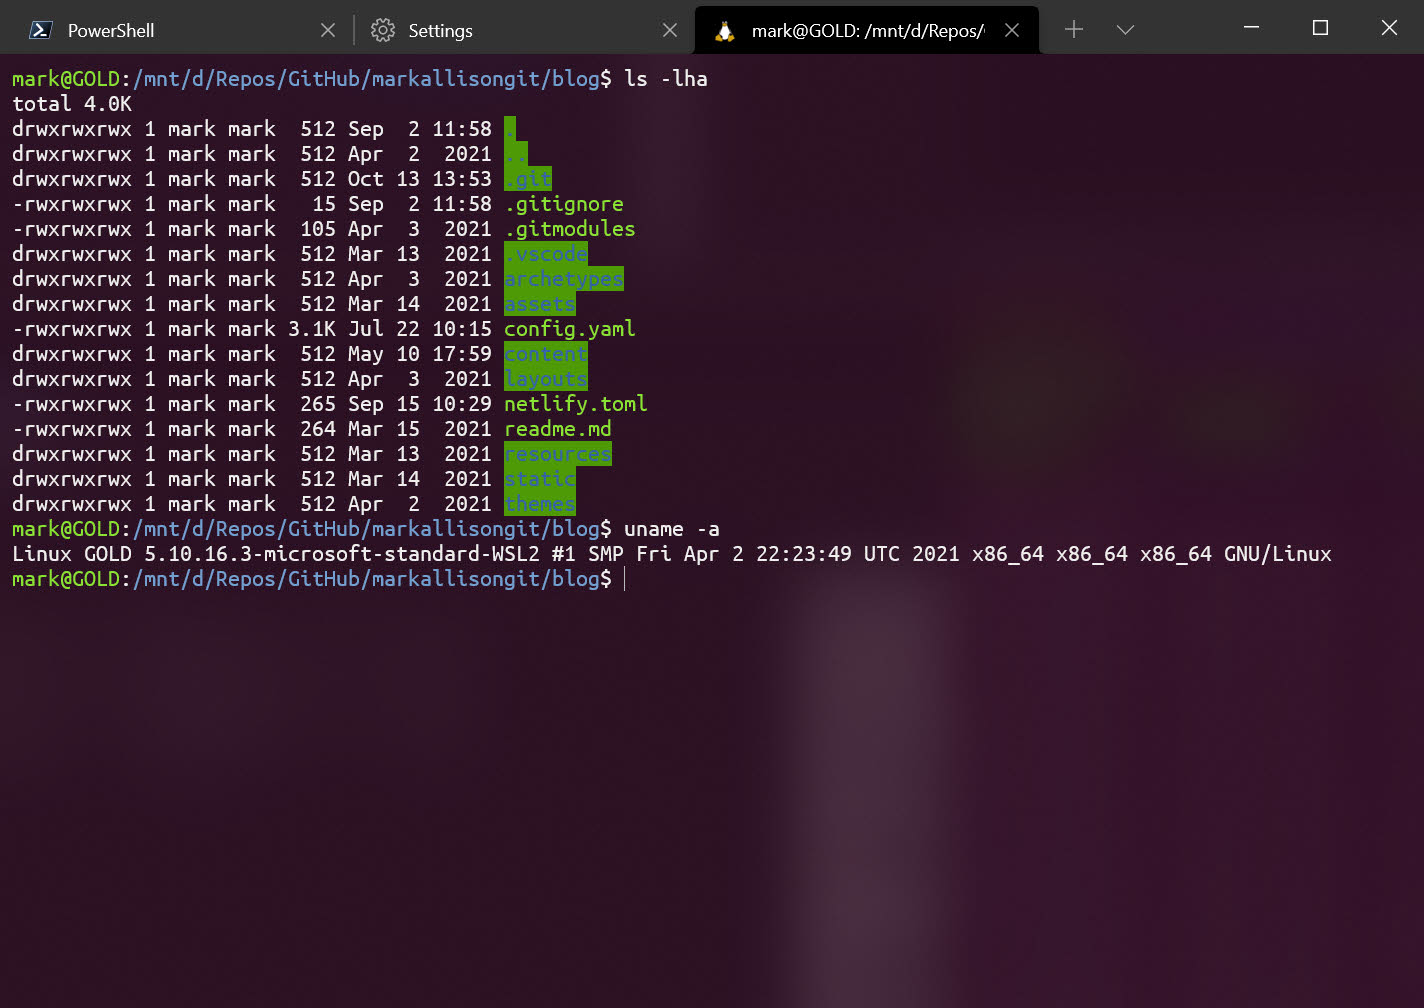 PowerShell
Settings
mark@GOLD: /mnt/d/Repos/
mark@GOLD:/mnt/d/Repos/GitHub/markallisongit/blog$ ls -lha
total 4.0K
drwxrwxrwx 1 mark mark  512 Sep  2 11:58 .
drwxrwxrwx 1 mark mark  512 Apr  2  2021 ..
drwxrwxrwx 1 mark mark  512 Oct 13 13:53 .git
-rwxrwxrwx 1 mark mark   15 Sep  2 11:58 .gitignore
-rwxrwxrwx 1 mark mark  105 Apr  3  2021 .gitmodules
drwxrwxrwx 1 mark mark  512 Mar 13  2021 .vscode
drwxrwxrwx 1 mark mark  512 Apr  3  2021 archetypes
drwxrwxrwx 1 mark mark  512 Mar 14  2021 assets
-rwxrwxrwx 1 mark mark 3.1K Jul 22 10:15 config.yaml
drwxrwxrwx 1 mark mark  512 May 10 17:59 content
drwxrwxrwx 1 mark mark  512 Apr  3  2021 layouts
-rwxrwxrwx 1 mark mark  265 Sep 15 10:29 netlify.toml
-rwxrwxrwx 1 mark mark  264 Mar 15  2021 readme.md
drwxrwxrwx 1 mark mark  512 Mar 13  2021 resources
drwxrwxrwx 1 mark mark  512 Mar 14  2021 static
drwxrwxrwx 1 mark mark  512 Apr  2  2021 themes
mark@GOLD:/mnt/d/Repos/GitHub/markallisongit/blog$ uname -a
Linux GOLD 5.10.16.3-microsoft-standard-WSL2 #1 SMP Fri Apr 2 22:23:49 UTC 2021 x86_64 x86_64 x86_64 GNU/Linux
mark@GOLD:/mnt/d/Repos/GitHub/markallisongit/blog$